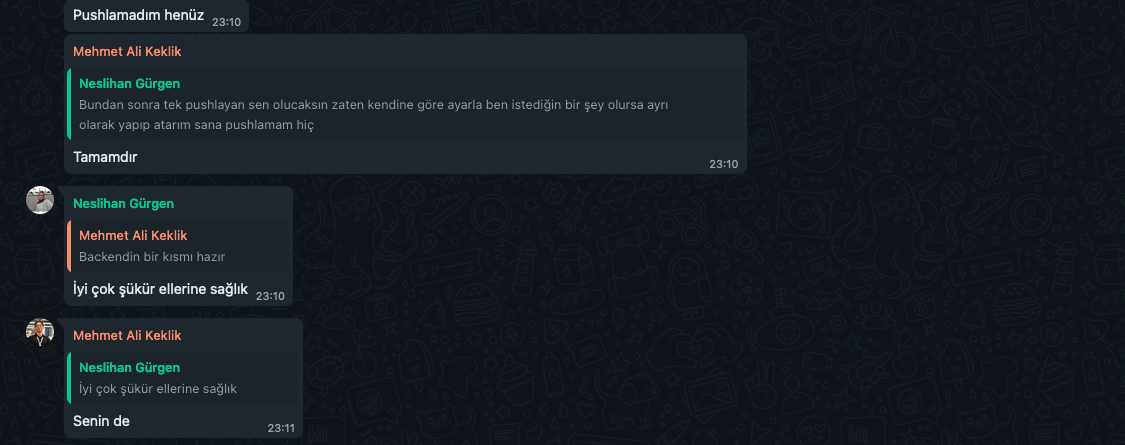 Pushlamadım henüz 23:10
Mehmet Ali Keklik
Neslihan Gürgen
Bundan sonra tek pushlayan sen olucaksın zaten kendine göre ayarla ben istediğin bir şey olursa ayrı
olarak yapıp atarım sana pushlamam hiç
Tamamdır
23:10
Neslihan Gürgen
Mehmet Ali Keklik
Backendin bir kısmı hazır
İyi çok şükür ellerine sağlık 23:10
Mehmet Ali Keklik
Neslihan Gürgen
İyi çok şükür ellerine sağlık
Senin de
23:11